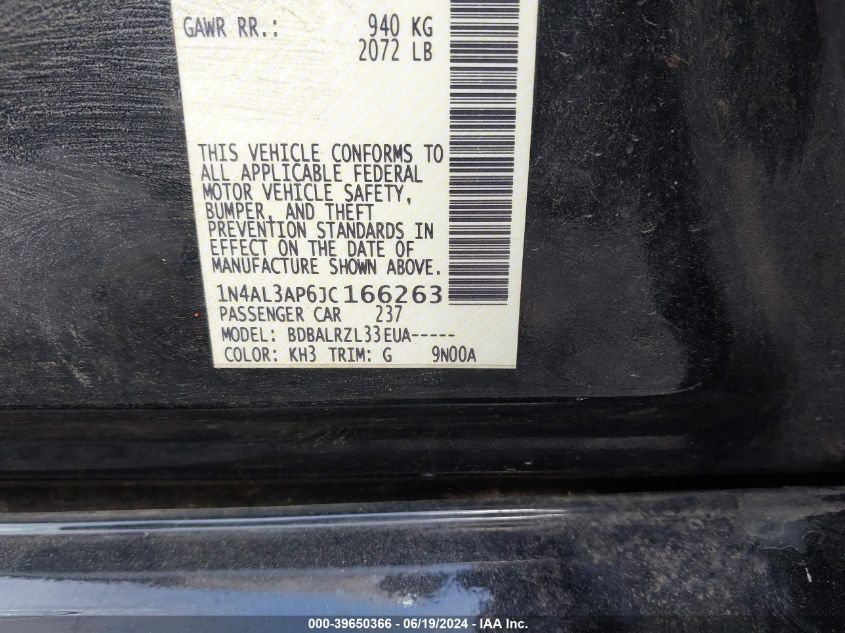 GAWR RR.: 940 KG
2072 LB
THIS VEHICLE CONFORMS TO
ALL APPLICABLE FEDERAL
MOTOR VEHICLE SAFETY,
BUMPER, AND THEFT
PREVENTION STANDARDS IN
EFFECT ON THE DATE OF
MANUFACTURE SHOWN ABOVE.
1N4AL3AP6JC166263
PASSENGER CAR 237
MODEL: BDBALRZL33EUA-----
COLOR: KH3 TRIM: G 9N00A
000-39650366 - 06/19/2024 - IAA Inc.